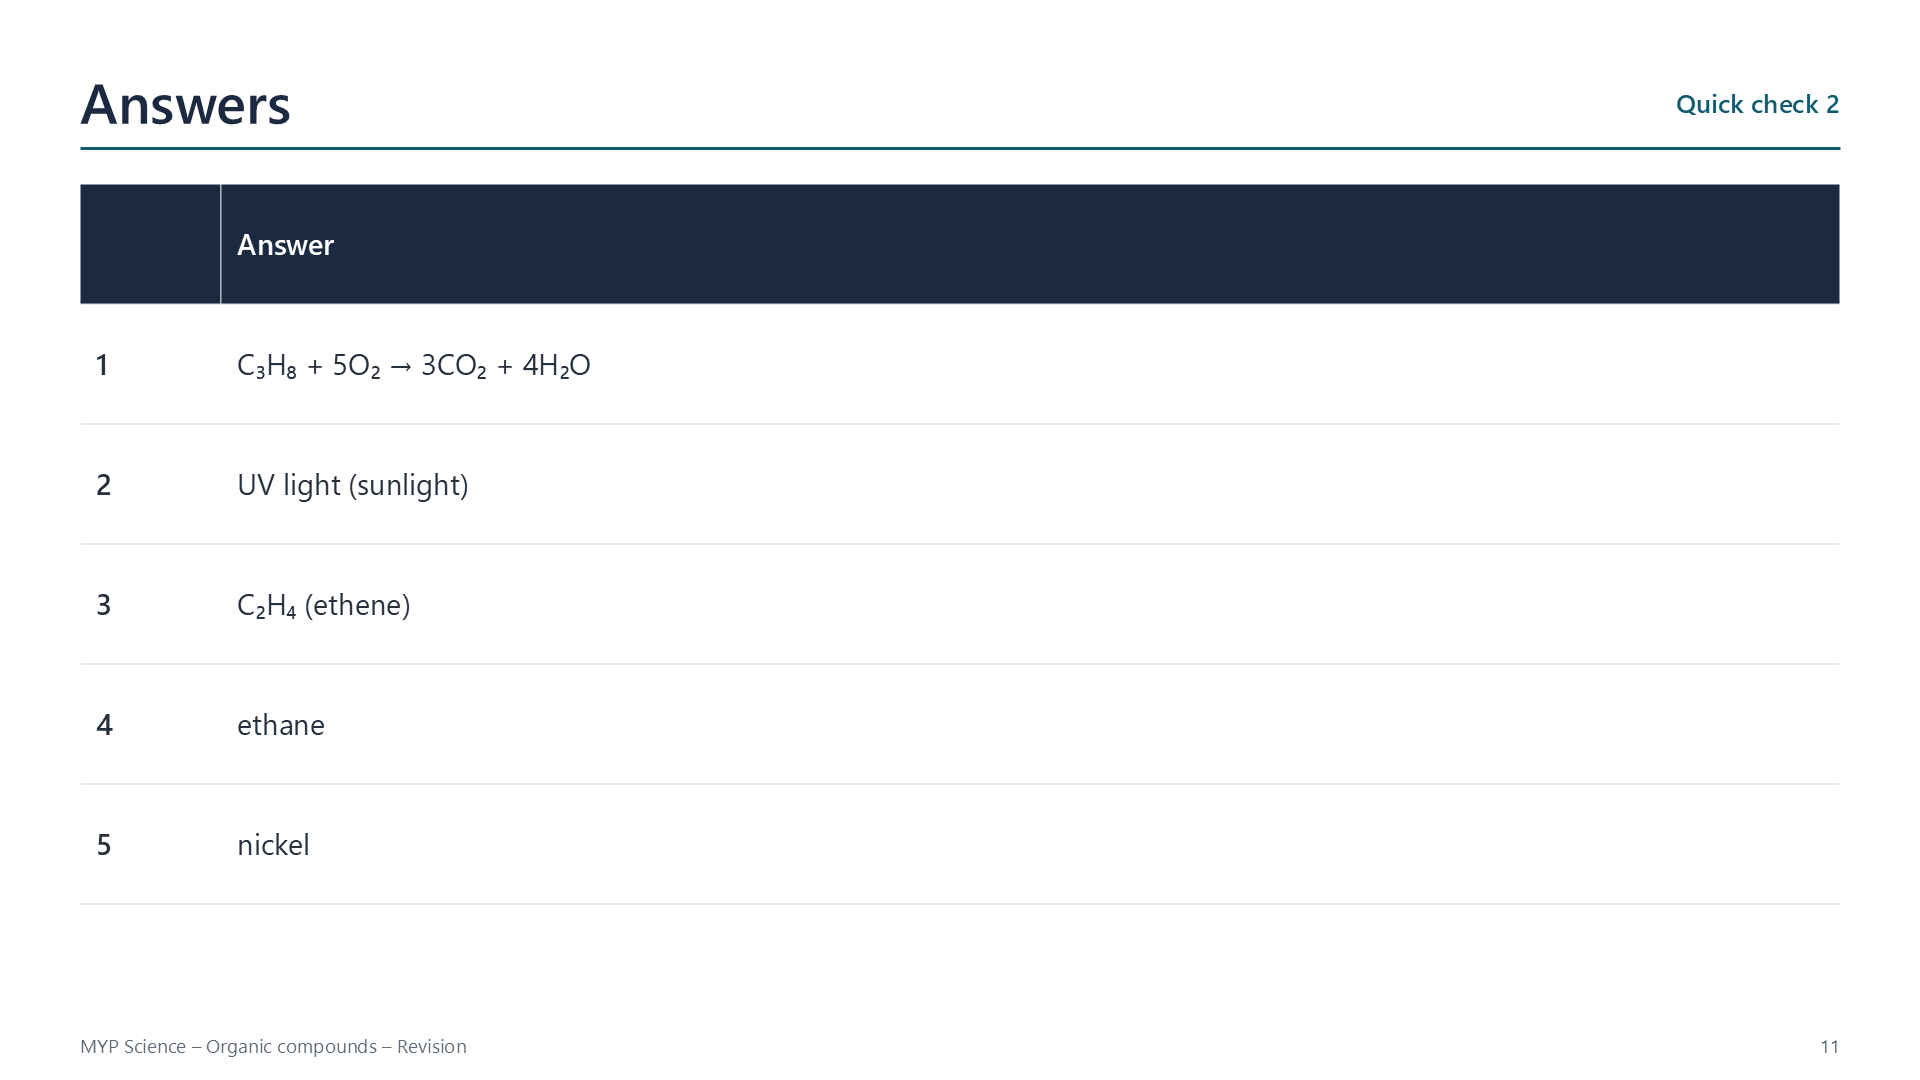 Answers
Quick check 2
Answer
1 C₃H₈ + 5O₂ → 3CO₂ + 4H₂O
2 UV light (sunlight)
3 C₂H₄ (ethene)
4 ethane
5 nickel
MYP Science – Organic compounds – Revision
11